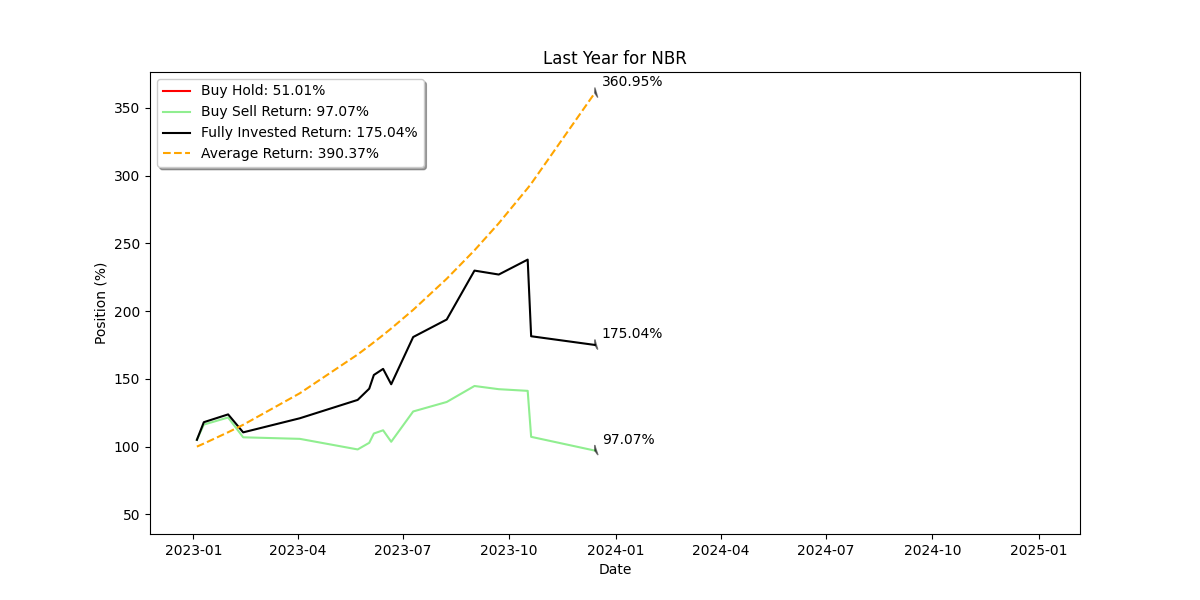 Last Year for NBR
360.95%
Buy Hold: 51.01%
Buy Sell Return: 97.07%
Fully Invested Return: 175.04%
Average Return: 390.37%
350
300
250
200
175.04%
150
97.07%
100
50
Position (%)
2023-01 2023-04 2023-07 2023-10 2024-01 2024-04 2024-07 2024-10 2025-01
Date